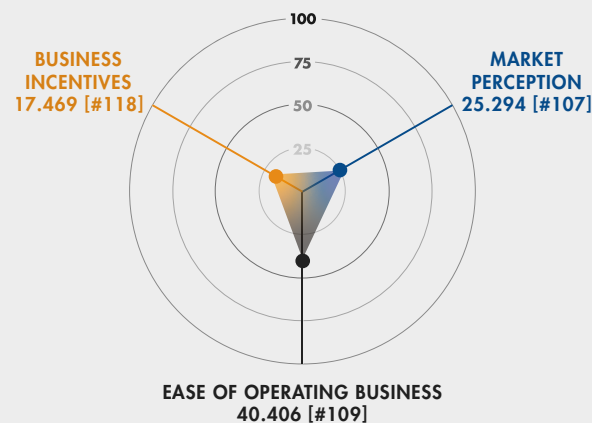 100
75
50
25
BUSINESS
INCENTIVES
17.469 [#118]
MARKET
PERCEPTION
25.294 [#107]
EASE OF OPERATING BUSINESS
40.406 [#109]